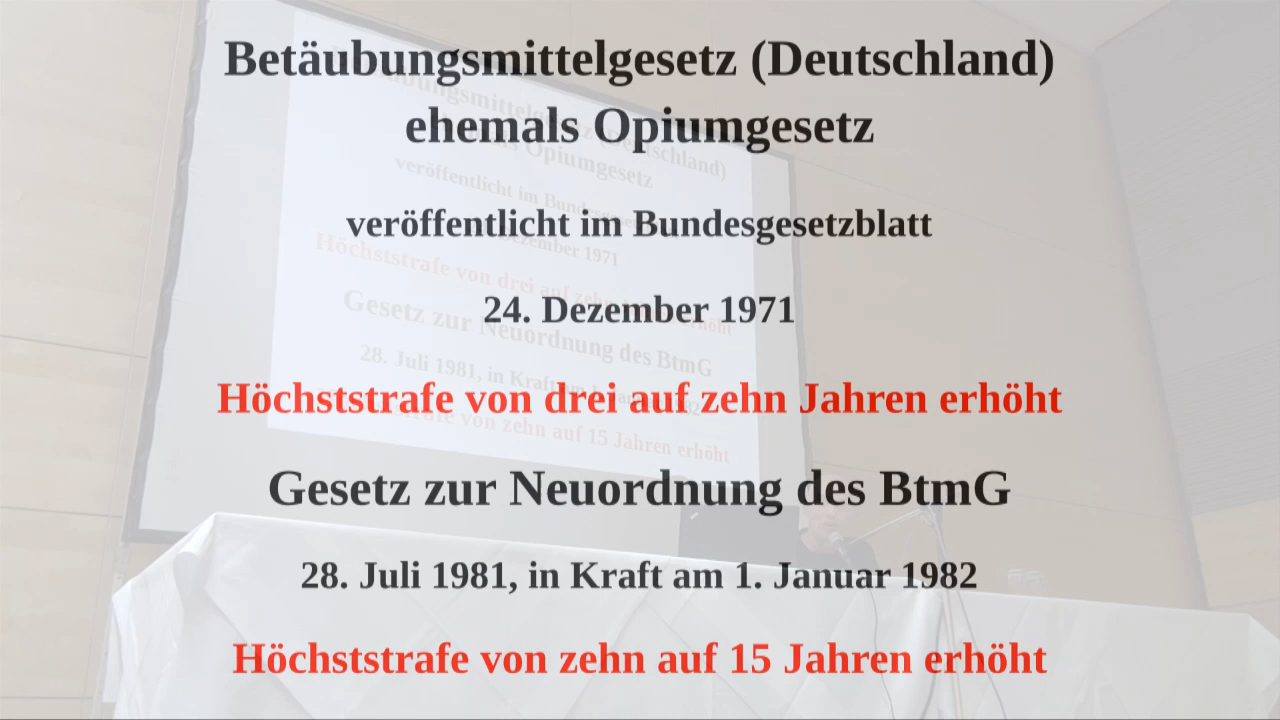 Betäubungsmittelgesetz (Deutschland)
ehemals Opiumgesetz
veröffentlicht im Bundesgesetzblatt
24. Dezember 1971
Höchststrafe von drei auf zehn Jahren erhöht
Gesetz zur Neuordnung des BtmG
28. Juli 1981, in Kraft am 1. Januar 1982
Höchststrafe von zehn auf 15 Jahren erhöht